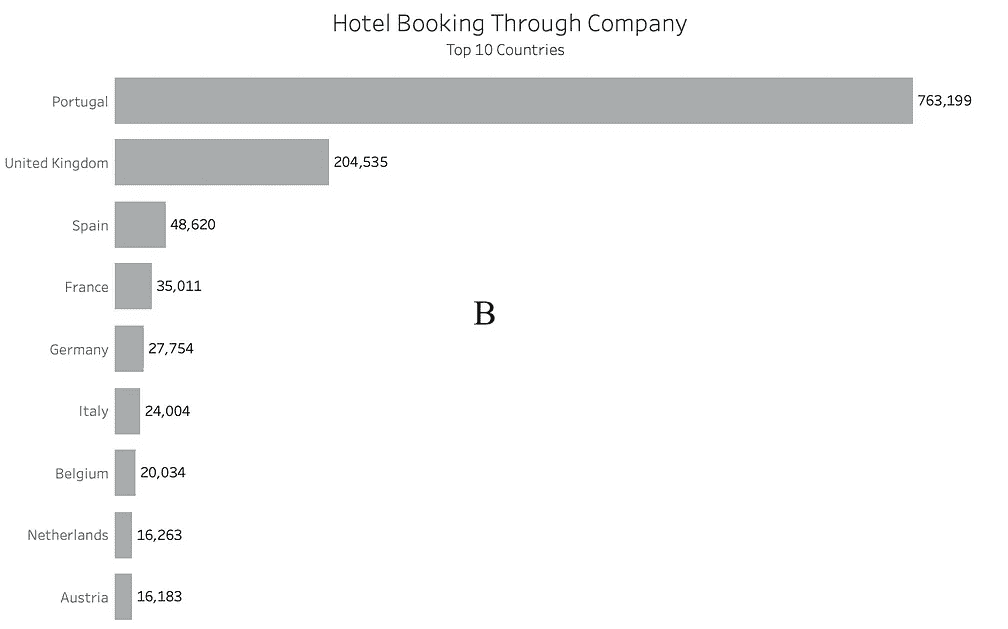 Hotel Booking Through Company
Top 10 Countries
Portugal 763,199
United Kingdom 204,535
Spain 48,620
France 35,011
B
Germany 27,754
Italy 24,004
Belgium 20,034
Netherlands 16,263
Austria 16,183